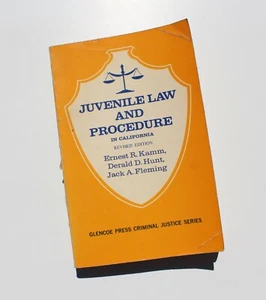 JUVENILE LAW
AND
PROCEDURE
IN CALIFORNIA
REVISED EDITION
Ernest R. Kamm,
Derald D. Hunt,
Jack A. Fleming
GLENCOE PRESS CRIMINAL JUSTICE SERIES